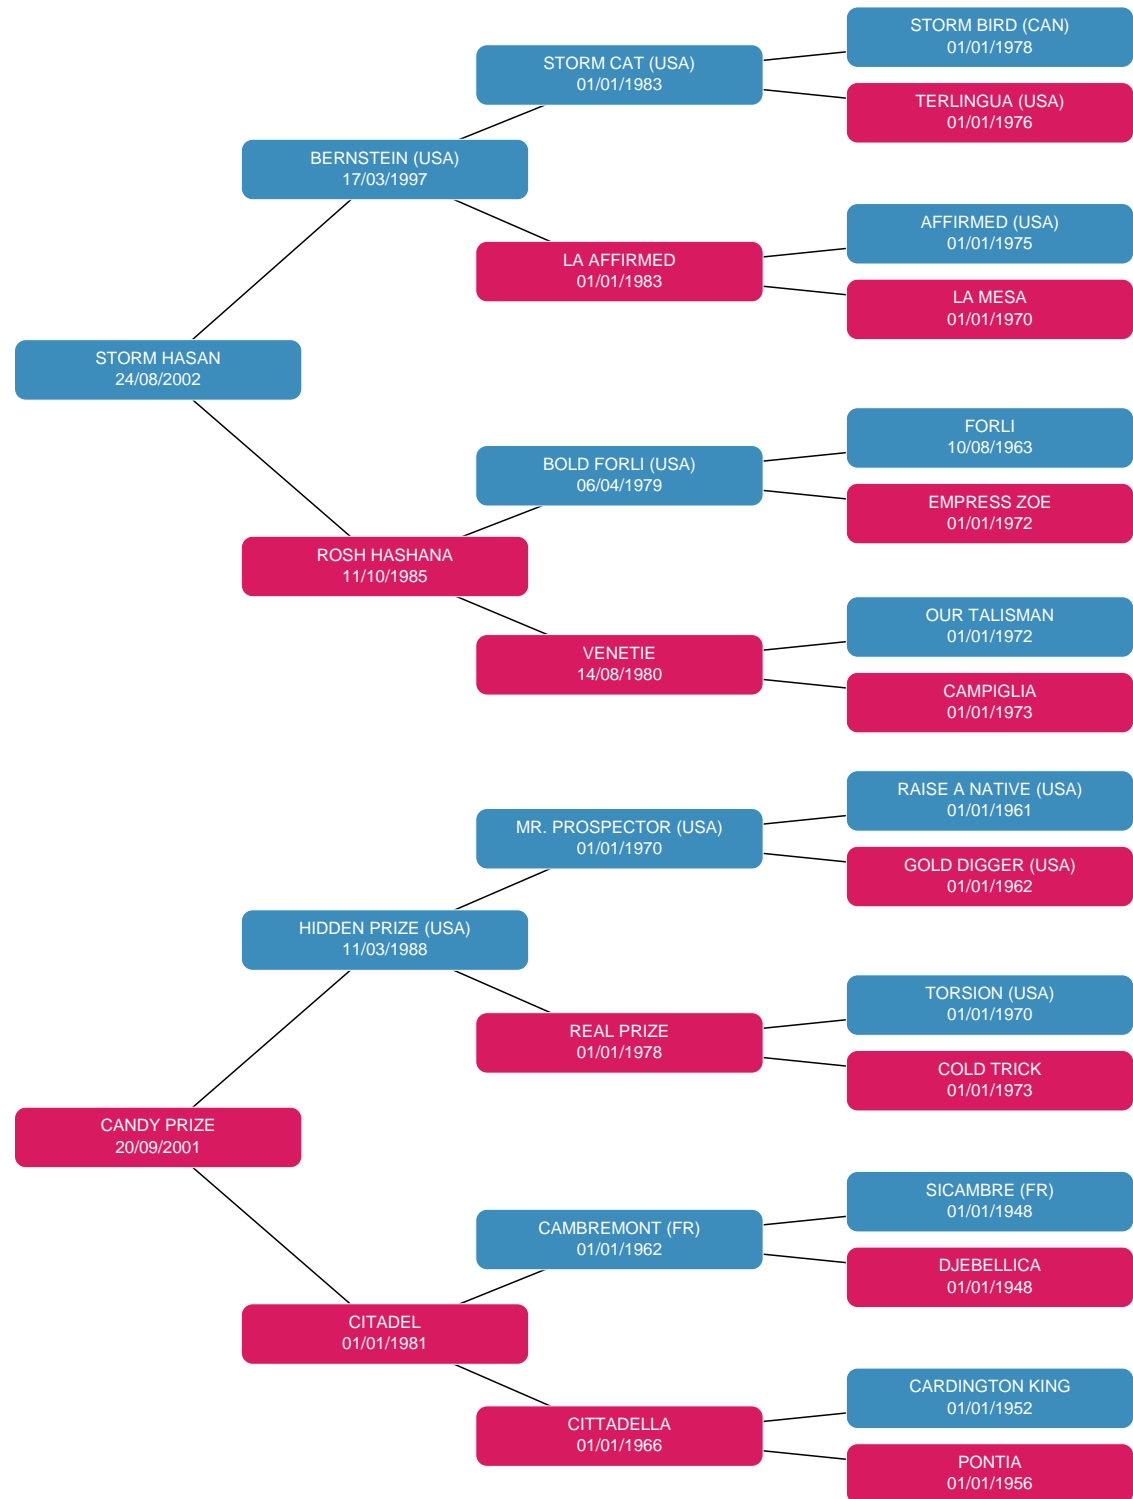 STORM BIRD (CAN)
01/01/1978
STORM CAT (USA)
01/01/1983
TERLINGUA (USA)
01/01/1976
BERNSTEIN (USA)
17/03/1997
AFFIRMED (USA)
01/01/1975
LA AFFIRMED
01/01/1983
LA MESA
01/01/1970
STORM HASAN
24/08/2002
FORLI
10/08/1963
BOLD FORLI (USA)
06/04/1979
EMPRESS ZOE
01/01/1972
ROSH HASHANA
11/10/1985
OUR TALISMAN
01/01/1972
VENETIE
14/08/1980
CAMPIGLIA
01/01/1973
RAISE A NATIVE (USA)
01/01/1961
MR. PROSPECTOR (USA)
01/01/1970
GOLD DIGGER (USA)
01/01/1962
HIDDEN PRIZE (USA)
11/03/1988
TORSION (USA)
01/01/1970
REAL PRIZE
01/01/1978
COLD TRICK
01/01/1973
CANDY PRIZE
20/09/2001
SICAMBRE (FR)
01/01/1948
CAMBREMONT (FR)
01/01/1962
DJEBELLICA
01/01/1948
CITADEL
01/01/1981
CARDINGTON KING
01/01/1952
CITTADELLA
01/01/1966
PONTIA
01/01/1956